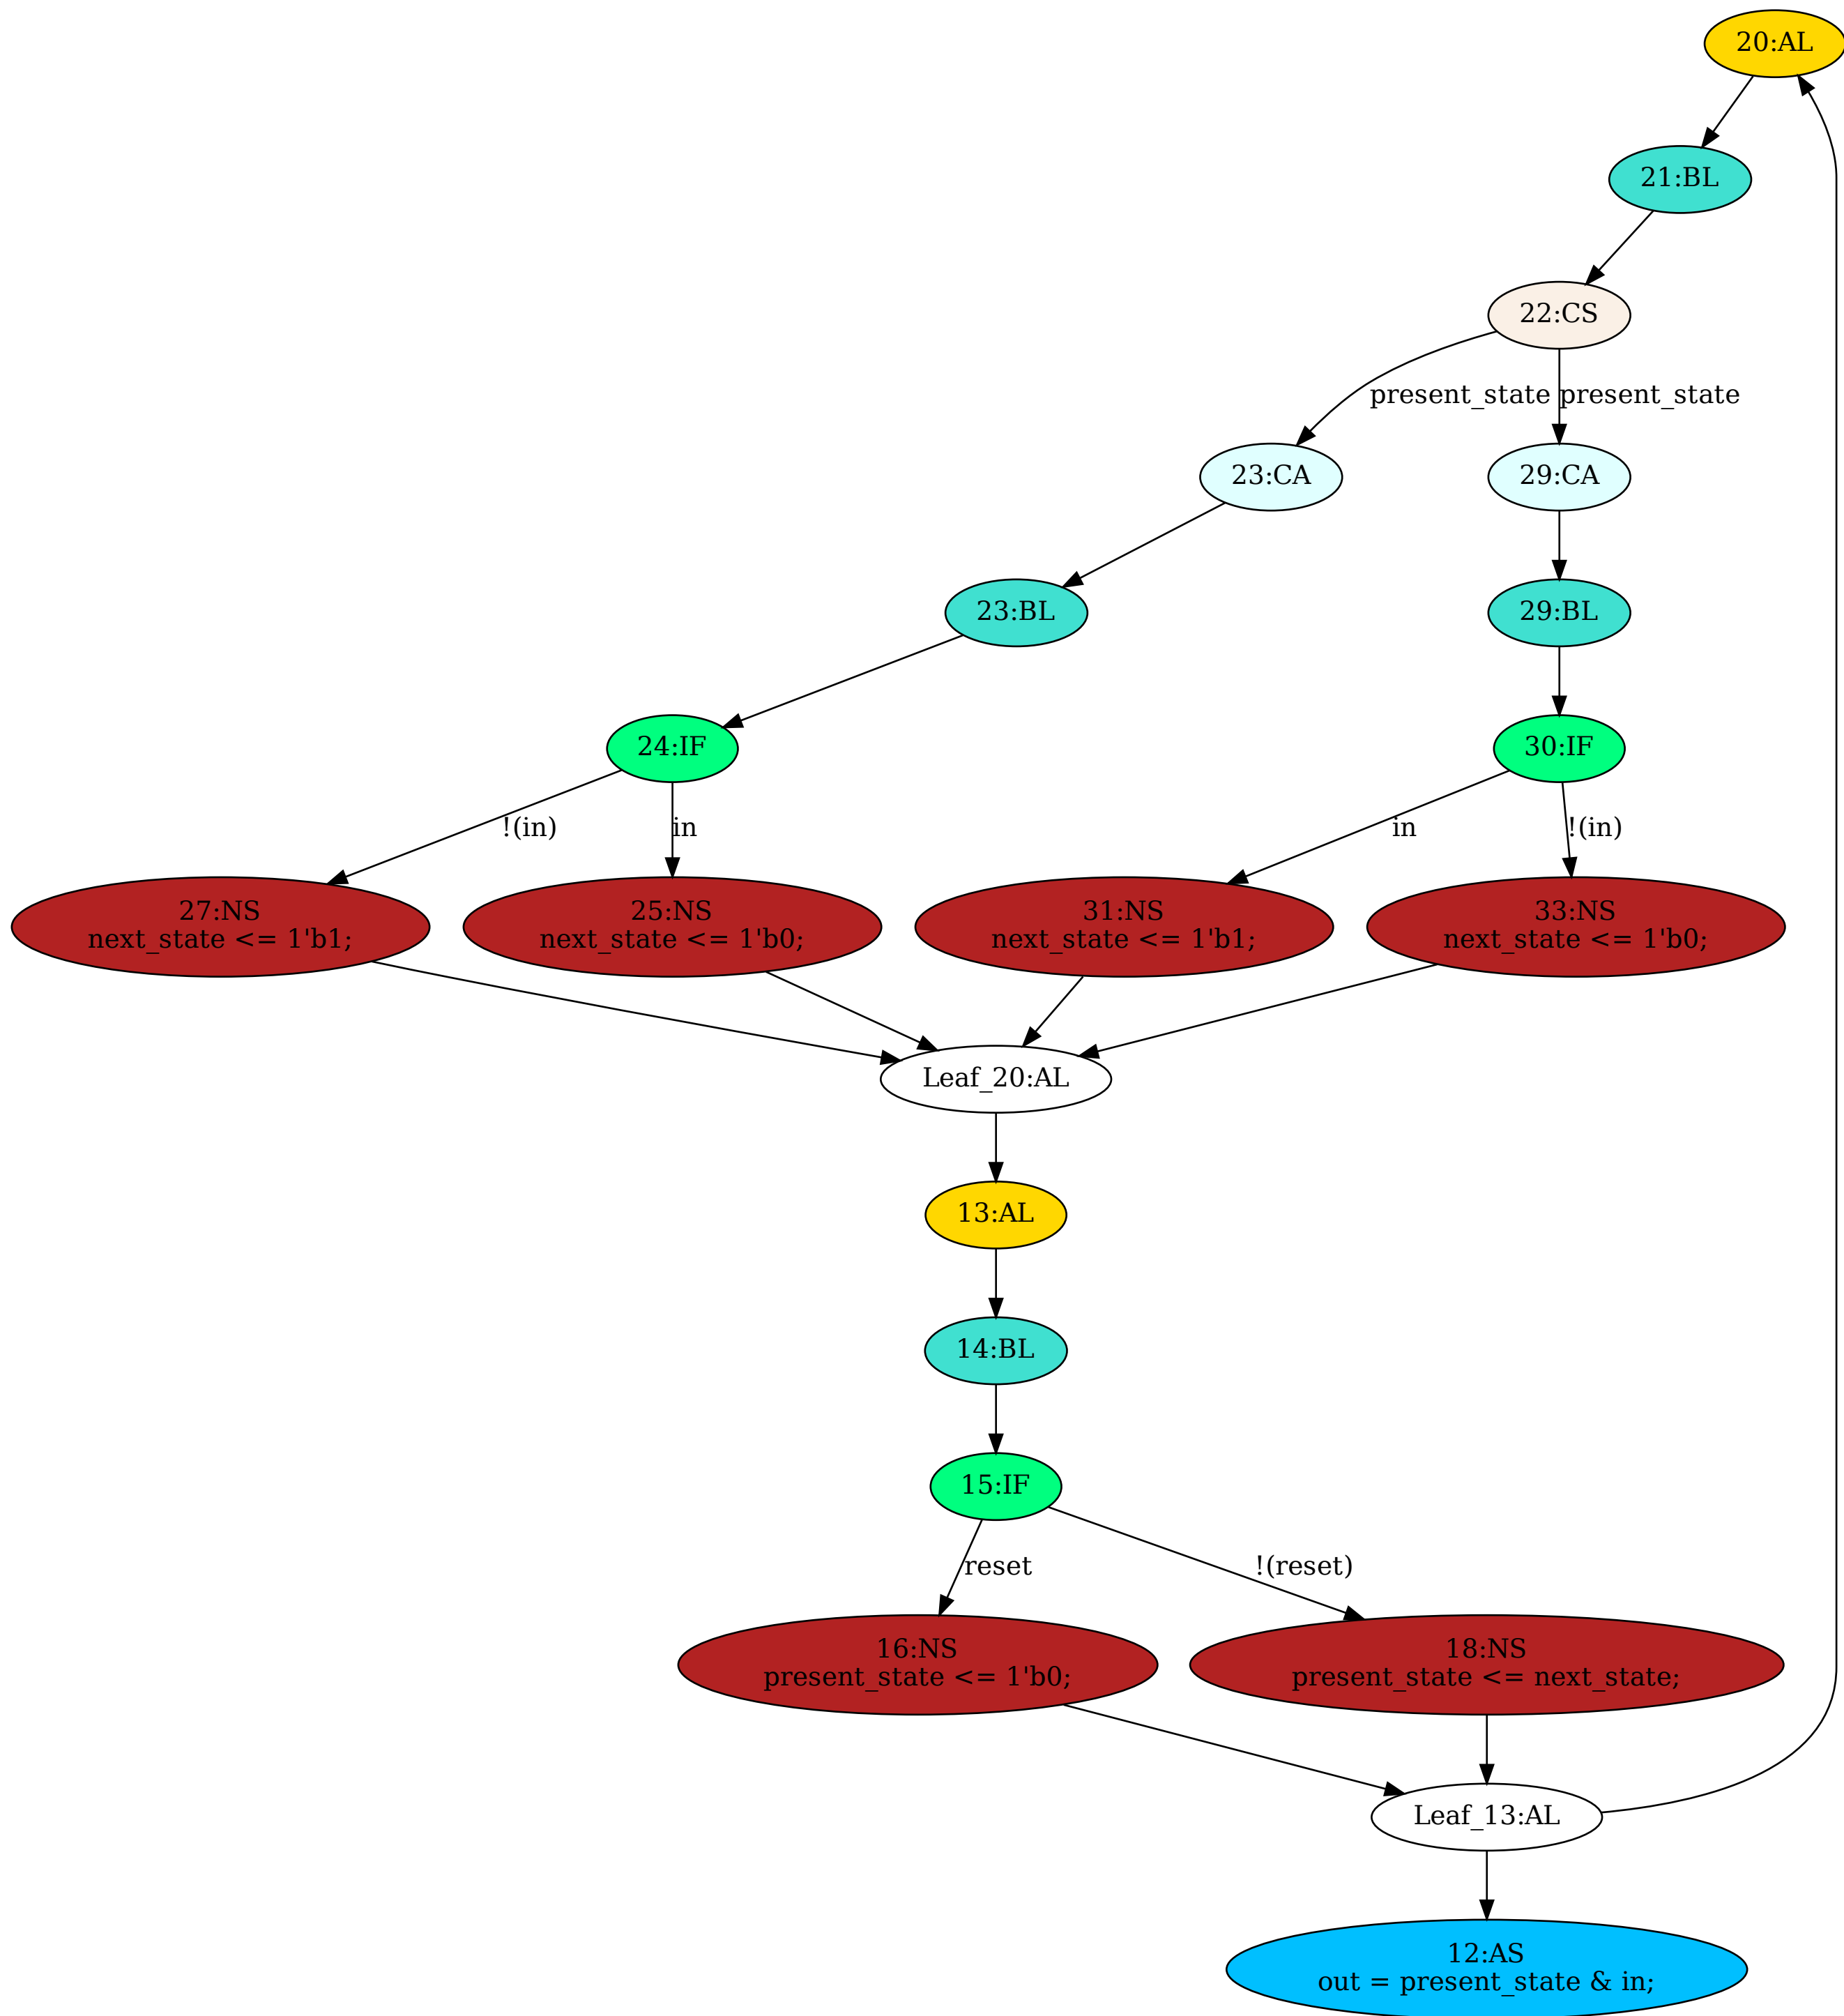 20:AL
21:BL
22:CS
present_state
present_state
23:CA
29:CA
23:BL
29:BL
24:IF
30:IF
!(in)
in
in
!(in)
27:NS
next_state <= 1'b1;
25:NS
next_state <= 1'b0;
31:NS
next_state <= 1'b1;
33:NS
next_state <= 1'b0;
Leaf_20:AL
13:AL
14:BL
15:IF
reset
!(reset)
16:NS
present_state <= 1'b0;
18:NS
present_state <= next_state;
Leaf_13:AL
12:AS
out = present_state & in;